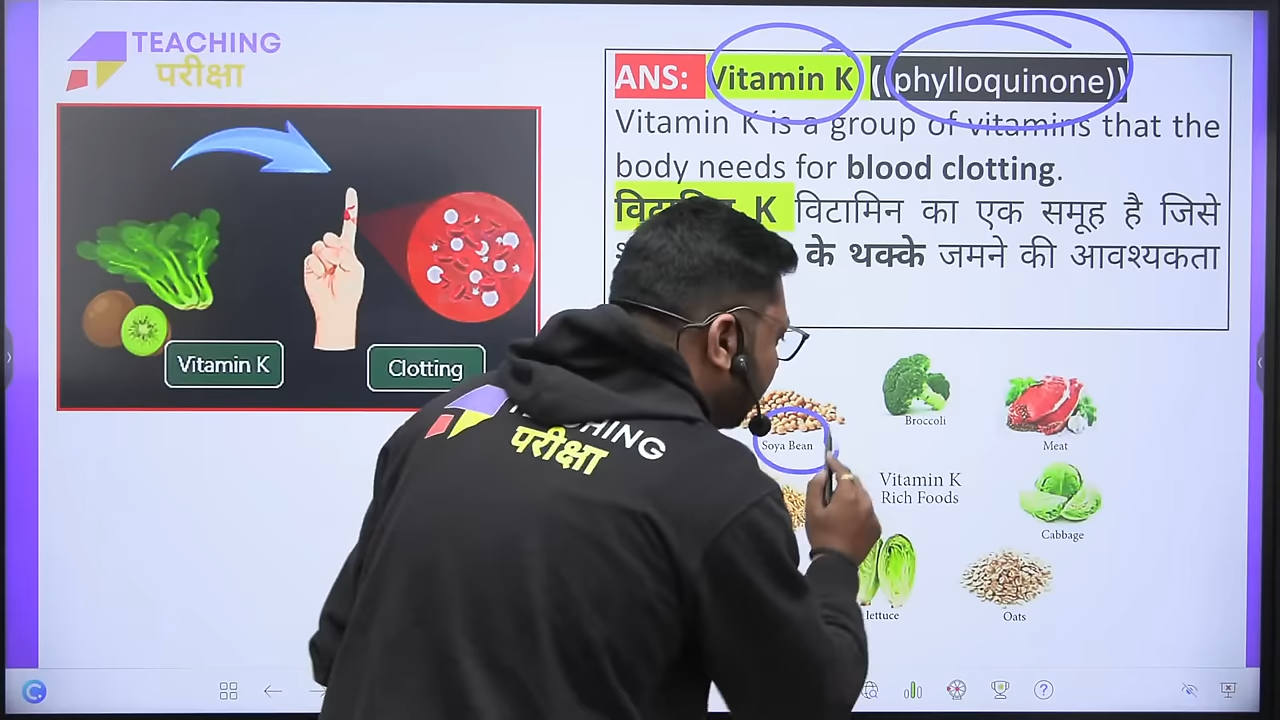 TEACHING
परीक्षा
ANS: Vitamin K ((phylloquinone))
Vitamin K is a group of vitamins that the
body needs for blood clotting.
K विटामिन का एक समूह है जिसे
के थक्के जमने की आवश्यकता
Vitamin K
Clotting
परीक्षा
Soya Bean
Broccoli
Meat
Vitamin K
Rich Foods
Cabbage
lettuce
Oats